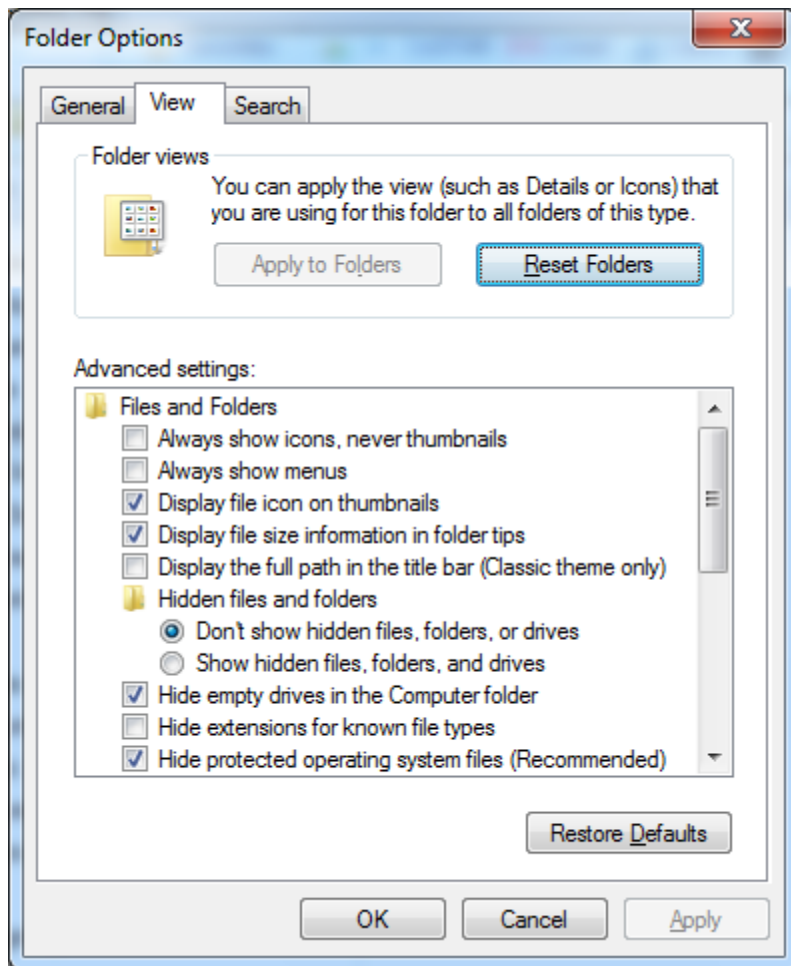 Folder Options
General View Search
Folder views
You can apply the view (such as Details or Icons) that
you are using for this folder to all folders of this type.
Apply to Folders Reset Folders
Advanced settings:
Files and Folders
Always show icons, never thumbnails
Always show menus
Display file icon on thumbnails
Display file size information in folder tips
Display the full path in the title bar (Classic theme only)
Hidden files and folders
Don't show hidden files, folders, or drives
Show hidden files, folders, and drives
Hide empty drives in the Computer folder
Hide extensions for known file types
Hide protected operating system files (Recommended)
Restore Defaults
OK Cancel Apply